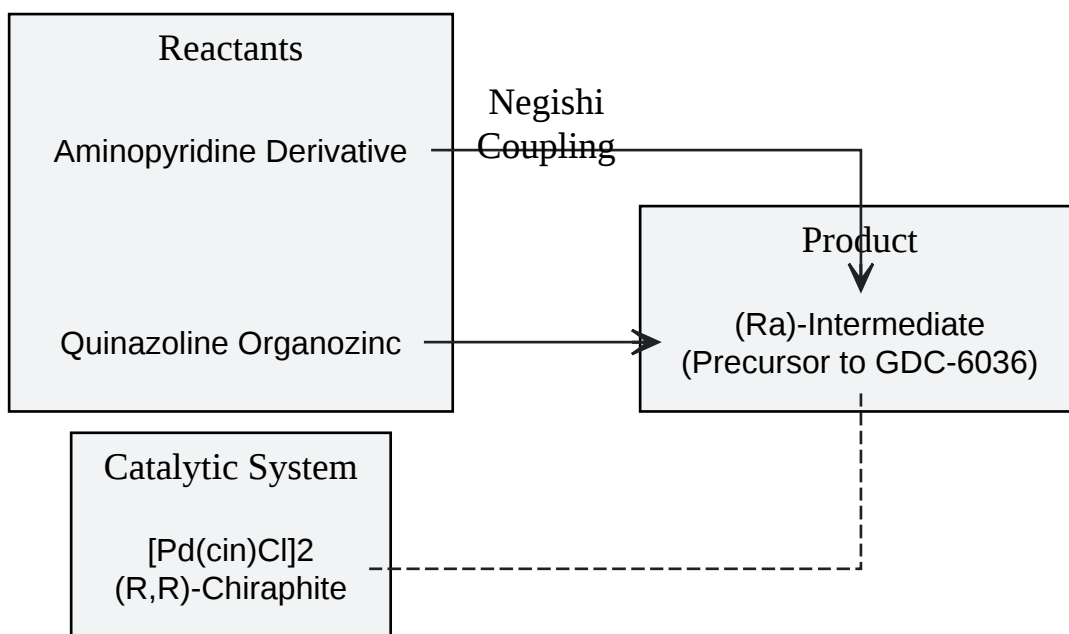 Reactants
Aminopyridine Derivative
Quinazoline Organozinc
Negishi
Coupling
Product
(Ra)-Intermediate
(Precursor to GDC-6036)
Catalytic System
[Pd(cin)Cl]2
(R,R)-Chiraphite